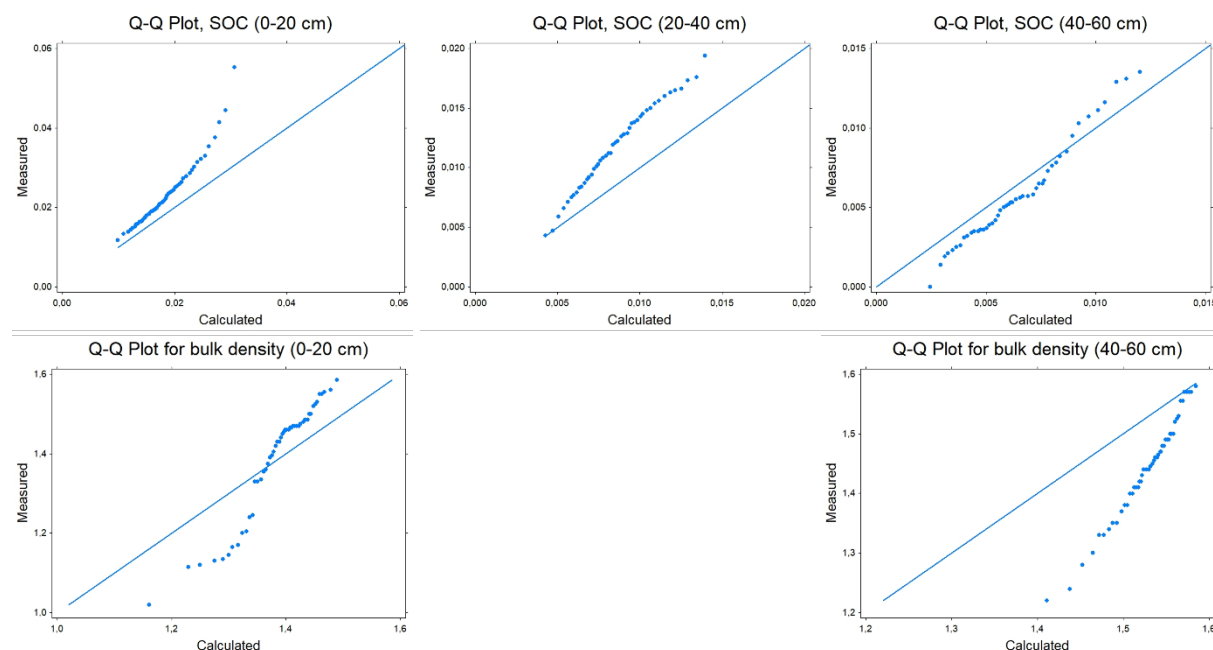 Q-Q Plot, SOC (0-20 cm)
0,06
0,04
0,02
0,00
Measured
0,00
0,02
0,04
0,06
Calculated
Q-Q Plot, SOC (20-40 cm)
0,020
0,015
0,010
0,005
0,000
Measured
0,000
0,005
0,010
0,015
0,020
Calculated
Q-Q Plot, SOC (40-60 cm)
0,015
0,010
0,005
0,000
Measured
0,000
0,005
0,010
0,015
Calculated
Q-Q Plot for bulk density (0-20 cm)
1,6
1,4
1,2
1,0
Measured
1,0
1,2
1,4
1,6
Calculated
Q-Q Plot for bulk density (40-60 cm)
1,6
1,5
1,4
1,3
1,2
Measured
1,2
1,3
1,4
1,5
1,6
Calculated